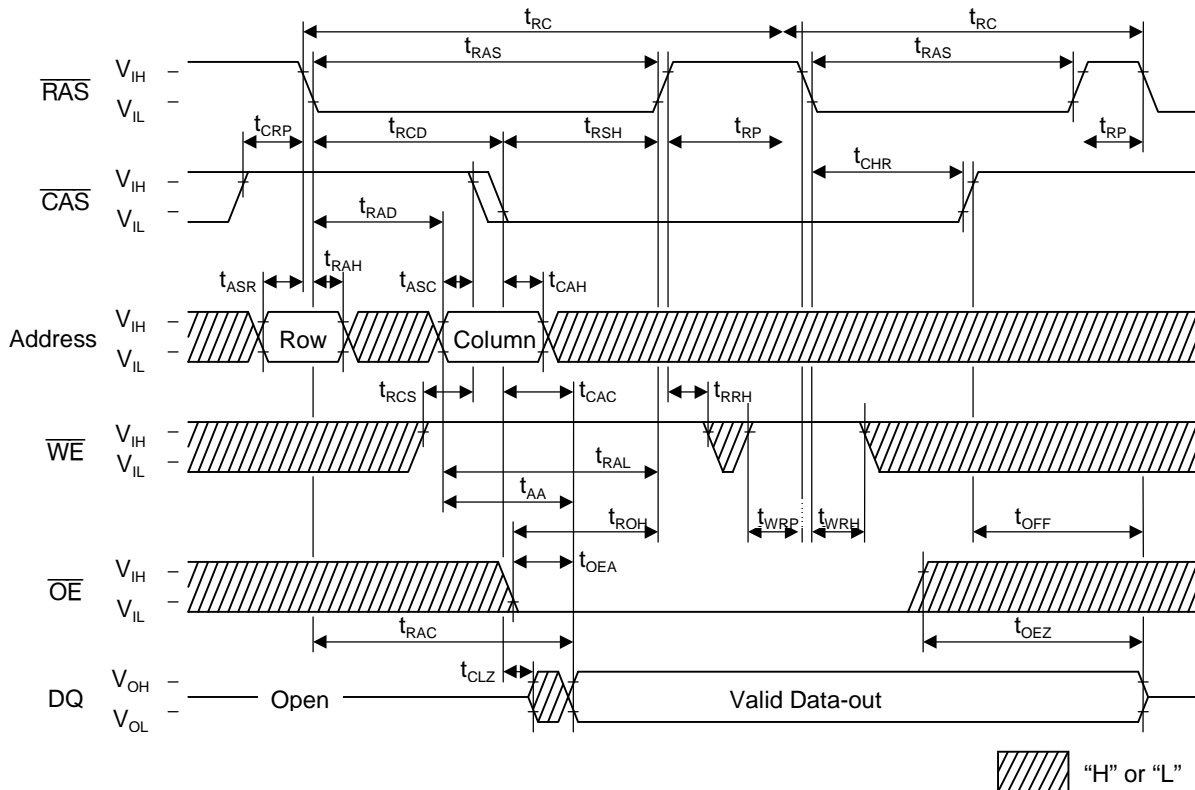 tRC tRC
tRAS tRAS
RAS VIH
VIL
tCRP tRCD tRSH tRP tRP
tCHR
CAS VIH
VIL
tRAD
tASR tRAH tASC tCAH
Address VIH
VIL
Row Column
tRCS tCAC tRRH
WE VIH
VIL
tRAL
tAA
tROH tWRP tWRH tOFF
tOEA
OE VIH
VIL
tRAC tOEZ
tCLZ
DQ VOH
VOL
Open Valid Data-out
“H” or “L”